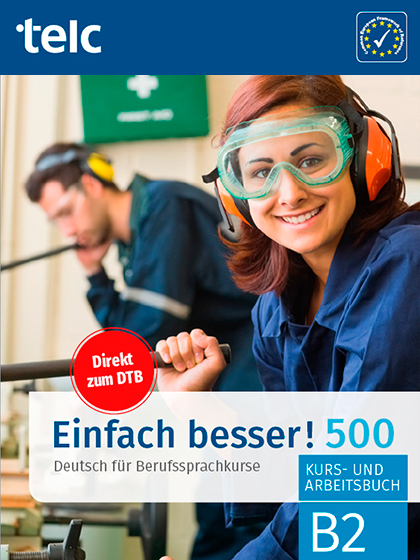 telc
Direkt
zum DTB
Einfach besser! 500
Deutsch für Berufssprachkurse
KURS- UND
ARBEITSBUCH
B2